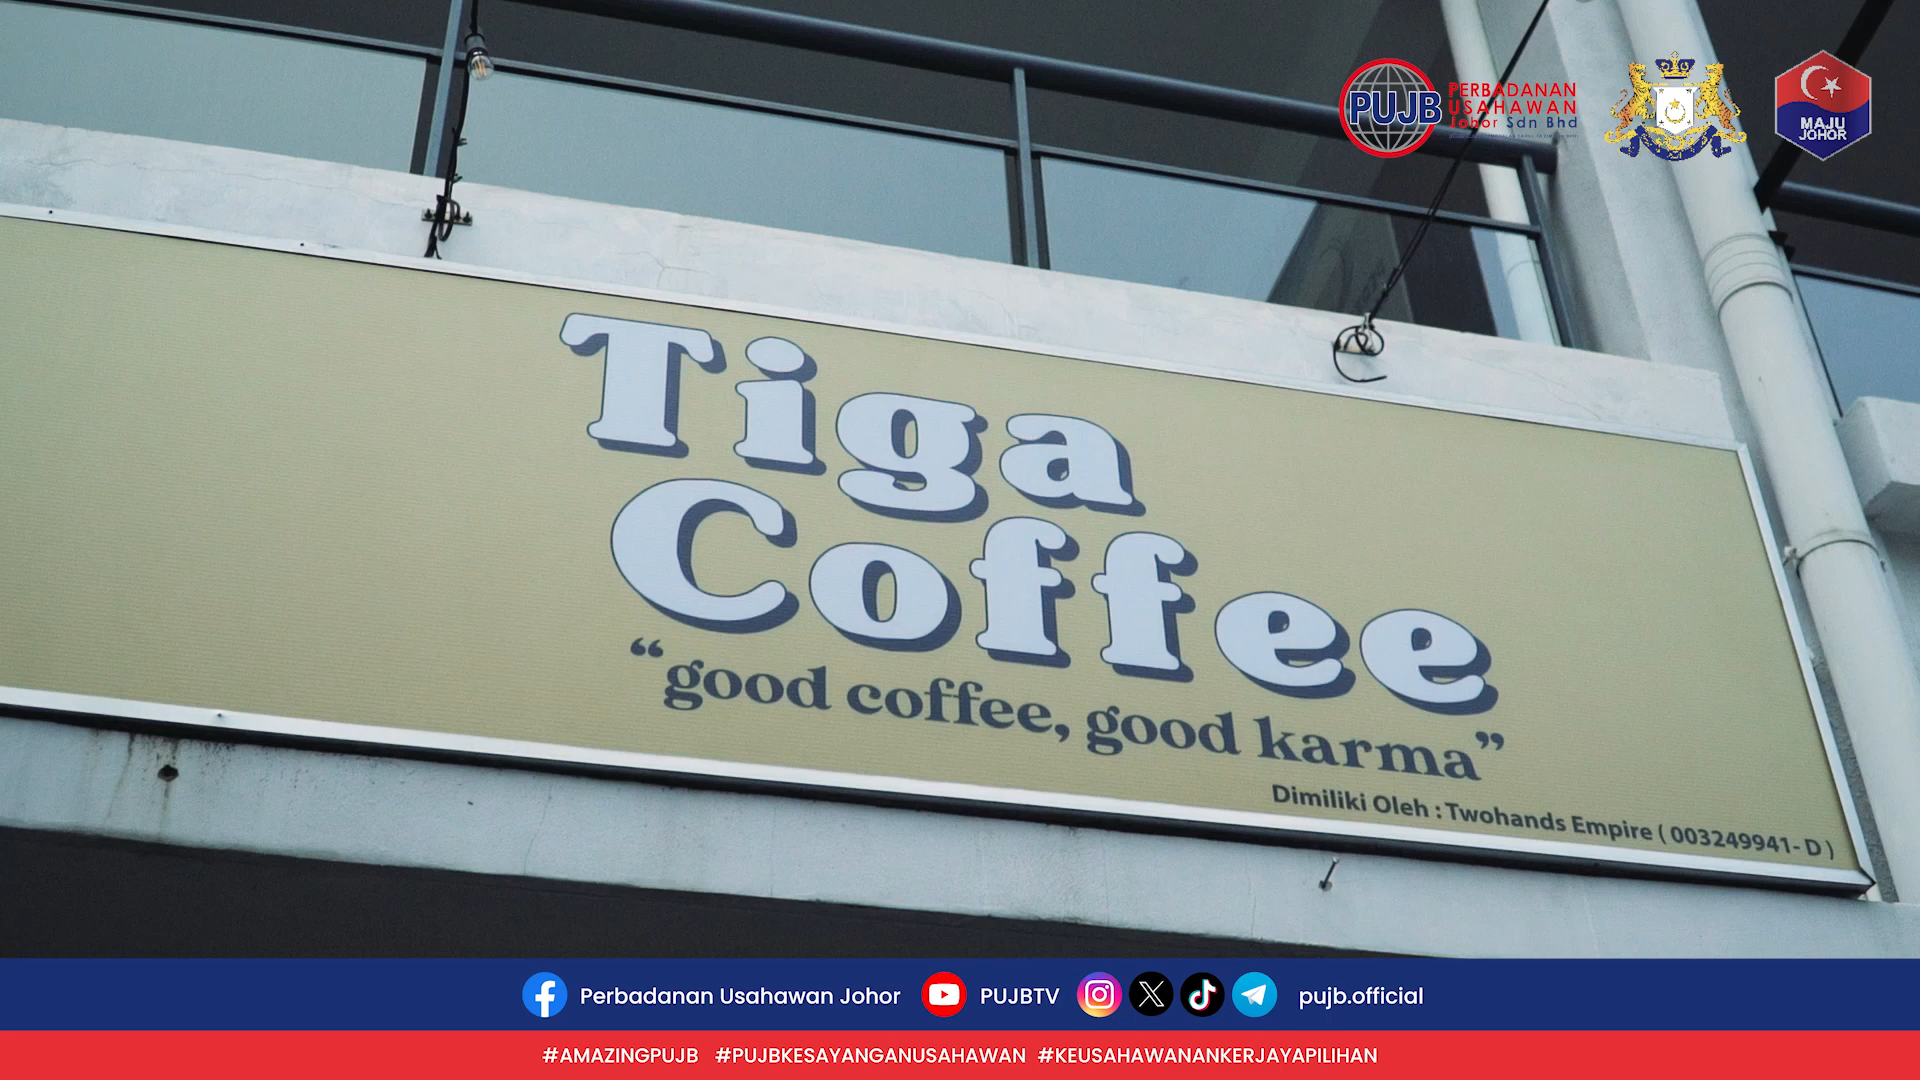 PUJB
PERBADANAN
USAHAWAN
Johor Sdn Bhd
MAJU
JOHOR
Tiga
Coffee
“good coffee, good karma”
Dimiliki Oleh : Twohands Empire ( 003249941- D )
Perbadanan Usahawan Johor PUJBTV pujb.official
#AMAZINGPUJB #PUJBKESAYANGANUSAHAWAN #KEUSAHAWANANKERJAYAPILIHAN